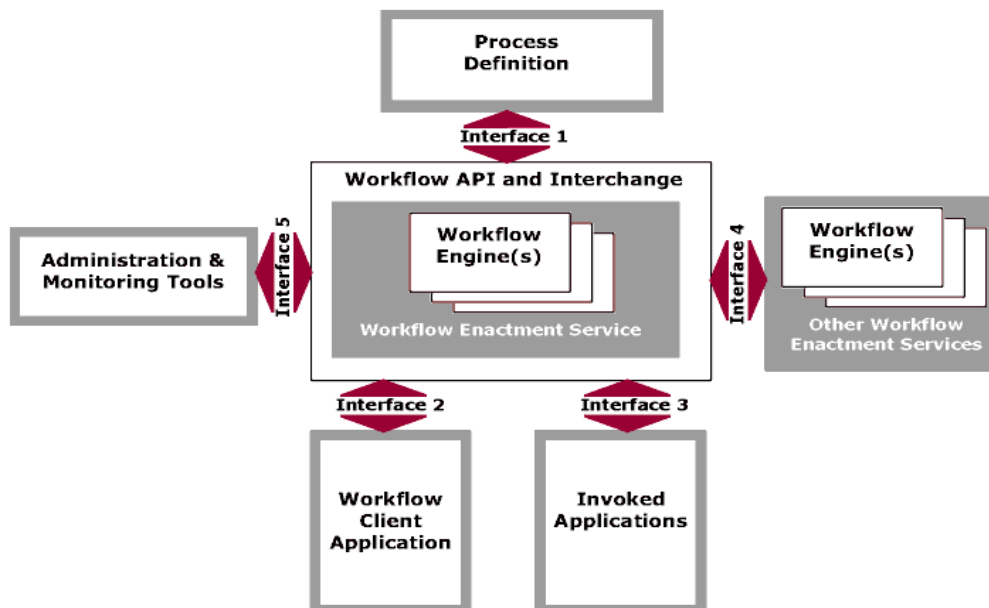 Process
Definition
Interface 1
Workflow API and Interchange
Workflow
Engine(s)
Workflow Enactment Service
Interface 5
Administration &
Monitoring Tools
Interface 4
Workflow
Engine(s)
Other Workflow
Enactment Services
Interface 2
Interface 3
Workflow
Client
Application
Invoked
Applications